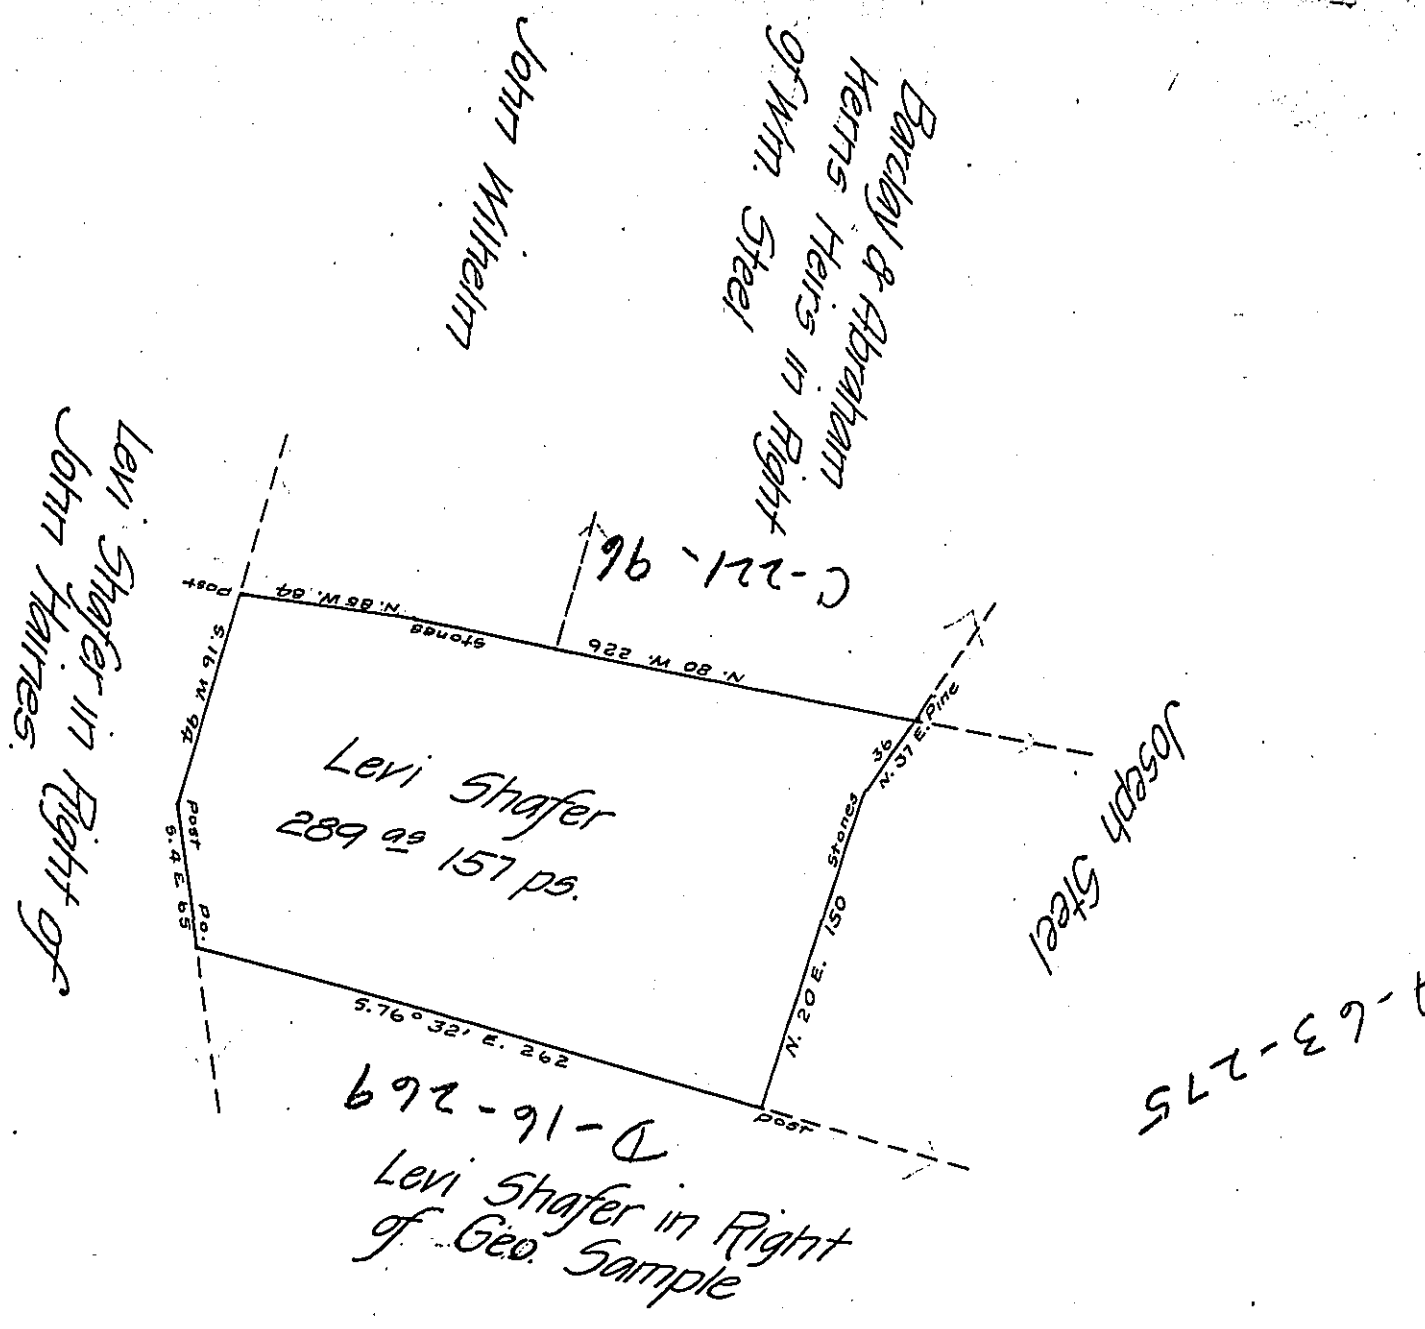 John Wilhelm
Barclay & Abraham
Kerns Heirs in Right
of Wm. Steel
C-221-96
Levi Shafer in Right of
John Haines.
Post
N. 85 W. 84
Stones
N. 80 W. 226
Pine
N. 37 E.
36
Stones
N. 20 E. 150
post
S. 76° 32' E. 262
Po.
S. 4 E. 65
Post
S. 16 W. 94
Levi Shafer
289 as 157 ps.
Joseph Steel
-63-275
D-16-269
Levi Shafer in Right
of Geo. Sample